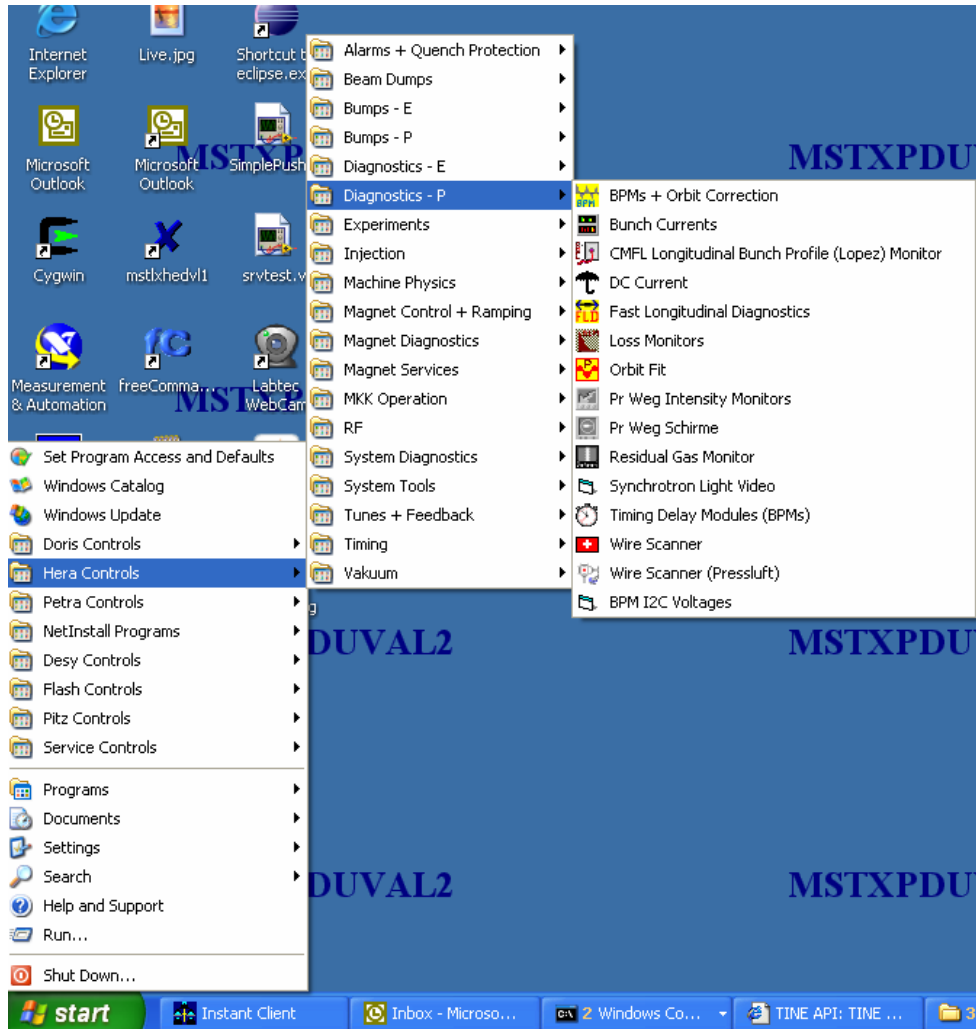 Internet Explorer
Live.jpg
Shortcut t
eclipse.ex
Microsoft Outlook
Microsoft Outlook
SimplePush
Cygwin
mstlxhedvl1
srvtest.v
Measurement & Automation
freeComma...
Labtec WebCam
MSTXP
MSTXPDU
MSTXP
DUVAL2
MSTXPDU
DUVAL2
MSTXPDU
Alarms + Quench Protection
Beam Dumps
Bumps - E
Bumps - P
Diagnostics - E
Diagnostics - P
Experiments
Injection
Machine Physics
Magnet Control + Ramping
Magnet Diagnostics
Magnet Services
MKK Operation
RF
System Diagnostics
System Tools
Tunes + Feedback
Timing
Vakuum
BPMs + Orbit Correction
Bunch Currents
CMFL Longitudinal Bunch Profile (Lopez) Monitor
DC Current
Fast Longitudinal Diagnostics
Loss Monitors
Orbit Fit
Pr Weg Intensity Monitors
Pr Weg Schirme
Residual Gas Monitor
Synchrotron Light Video
Timing Delay Modules (BPMs)
Wire Scanner
Wire Scanner (Pressluft)
BPM I2C Voltages
BPM
FLD
Set Program Access and Defaults
Windows Catalog
Windows Update
Doris Controls
Hera Controls
Petra Controls
NetInstall Programs
Desy Controls
Flash Controls
Pitz Controls
Service Controls
Programs
Documents
Settings
Search
Help and Support
Run...
Shut Down...
start
Instant Client
Inbox - Microso...
2 Windows Co...
TINE API: TINE ...